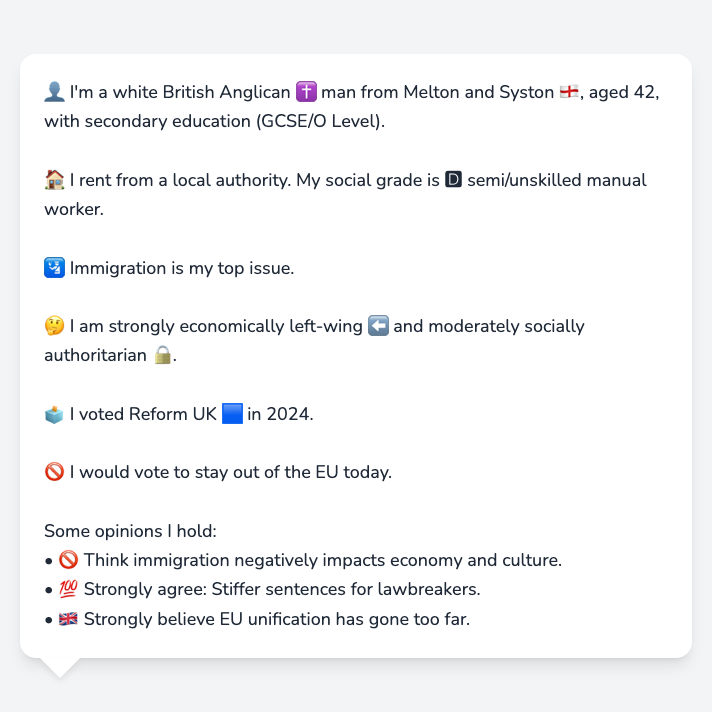 👤 I'm a white British Anglican ✝️ man from Melton and Syston 🏴󠁧󠁢󠁥󠁮󠁧󠁿, aged 42,
with secondary education (GCSE/O Level).
🏠 I rent from a local authority. My social grade is 🅳 semi/unskilled manual
worker.
🛂 Immigration is my top issue.
🤔 I am strongly economically left-wing ⬅️ and moderately socially
authoritarian 🔒.
🗳️ I voted Reform UK 🟦 in 2024.
🚫 I would vote to stay out of the EU today.
Some opinions I hold:
• 🚫 Think immigration negatively impacts economy and culture.
• 💯 Strongly agree: Stiffer sentences for lawbreakers.
• 🇬🇧 Strongly believe EU unification has gone too far.